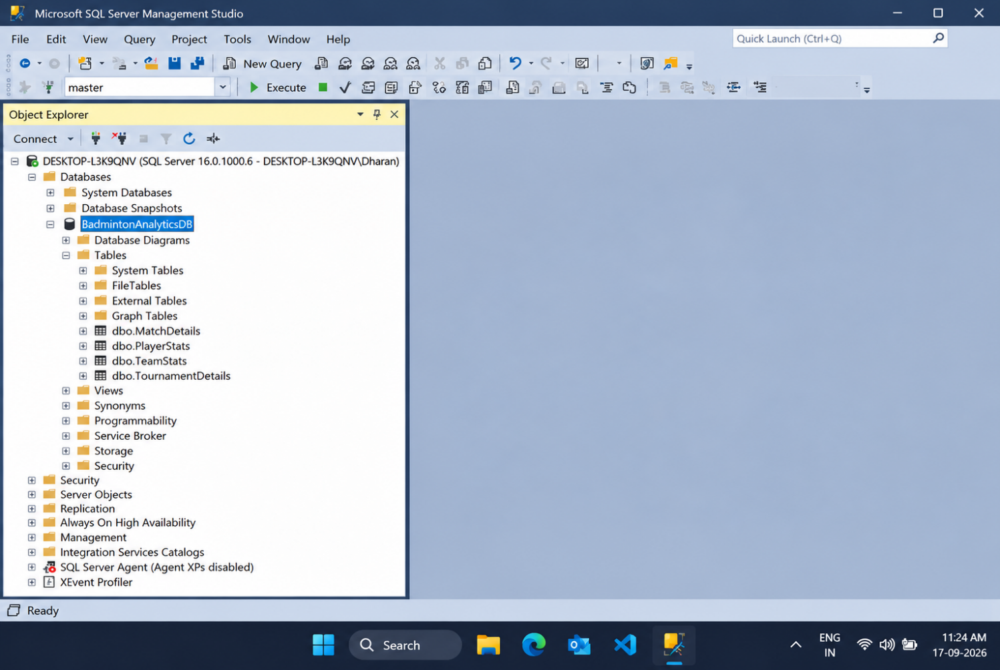 Microsoft SQL Server Management Studio
File Edit View Query Project Tools Window Help
Quick Launch (Ctrl+Q)
New Query
master
Execute
Object Explorer
Connect
DESKTOP-L3K9QNV (SQL Server 16.0.1000.6 - DESKTOP-L3K9QNV\Dharan)
Databases
System Databases
Database Snapshots
BadmintonAnalyticsDB
Database Diagrams
Tables
System Tables
FileTables
External Tables
Graph Tables
dbo.MatchDetails
dbo.PlayerStats
dbo.TeamStats
dbo.TournamentDetails
Views
Synonyms
Programmability
Service Broker
Storage
Security
Security
Server Objects
Replication
Always On High Availability
Management
Integration Services Catalogs
SQL Server Agent (Agent XPs disabled)
XEvent Profiler
Ready
Search
ENG
IN
11:24 AM
17-09-2026